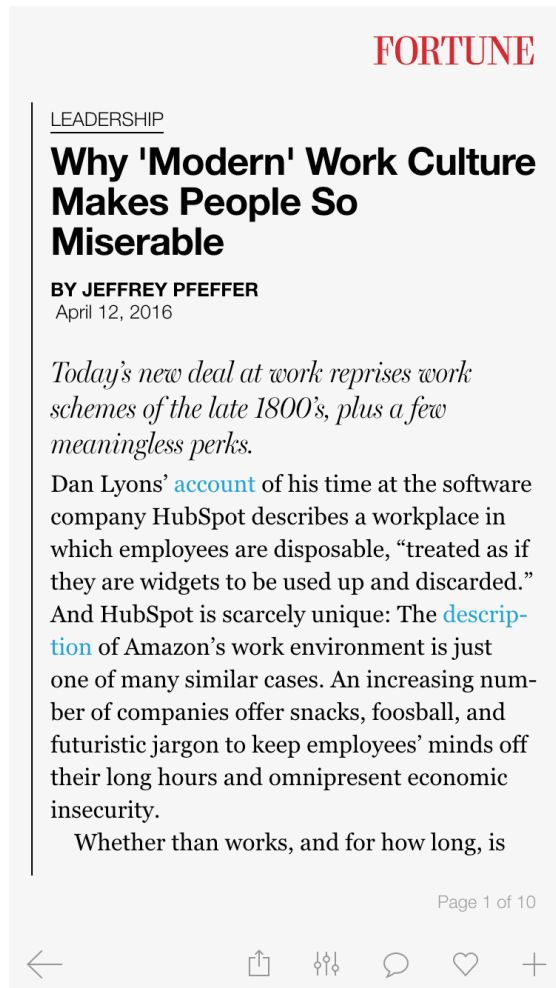 FORTUNE
LEADERSHIP
Why 'Modern' Work Culture
Makes People So
Miserable
BY JEFFREY PFEFFER
April 12, 2016
Today’s new deal at work reprises work
schemes of the late 1800’s, plus a few
meaningless perks.
Dan Lyons’ account of his time at the software
company HubSpot describes a workplace in
which employees are disposable, “treated as if
they are widgets to be used up and discarded.”
And HubSpot is scarcely unique: The descrip-
tion of Amazon’s work environment is just
one of many similar cases. An increasing num-
ber of companies offer snacks, foosball, and
futuristic jargon to keep employees’ minds off
their long hours and omnipresent economic
insecurity.
Whether than works, and for how long, is
Page 1 of 10